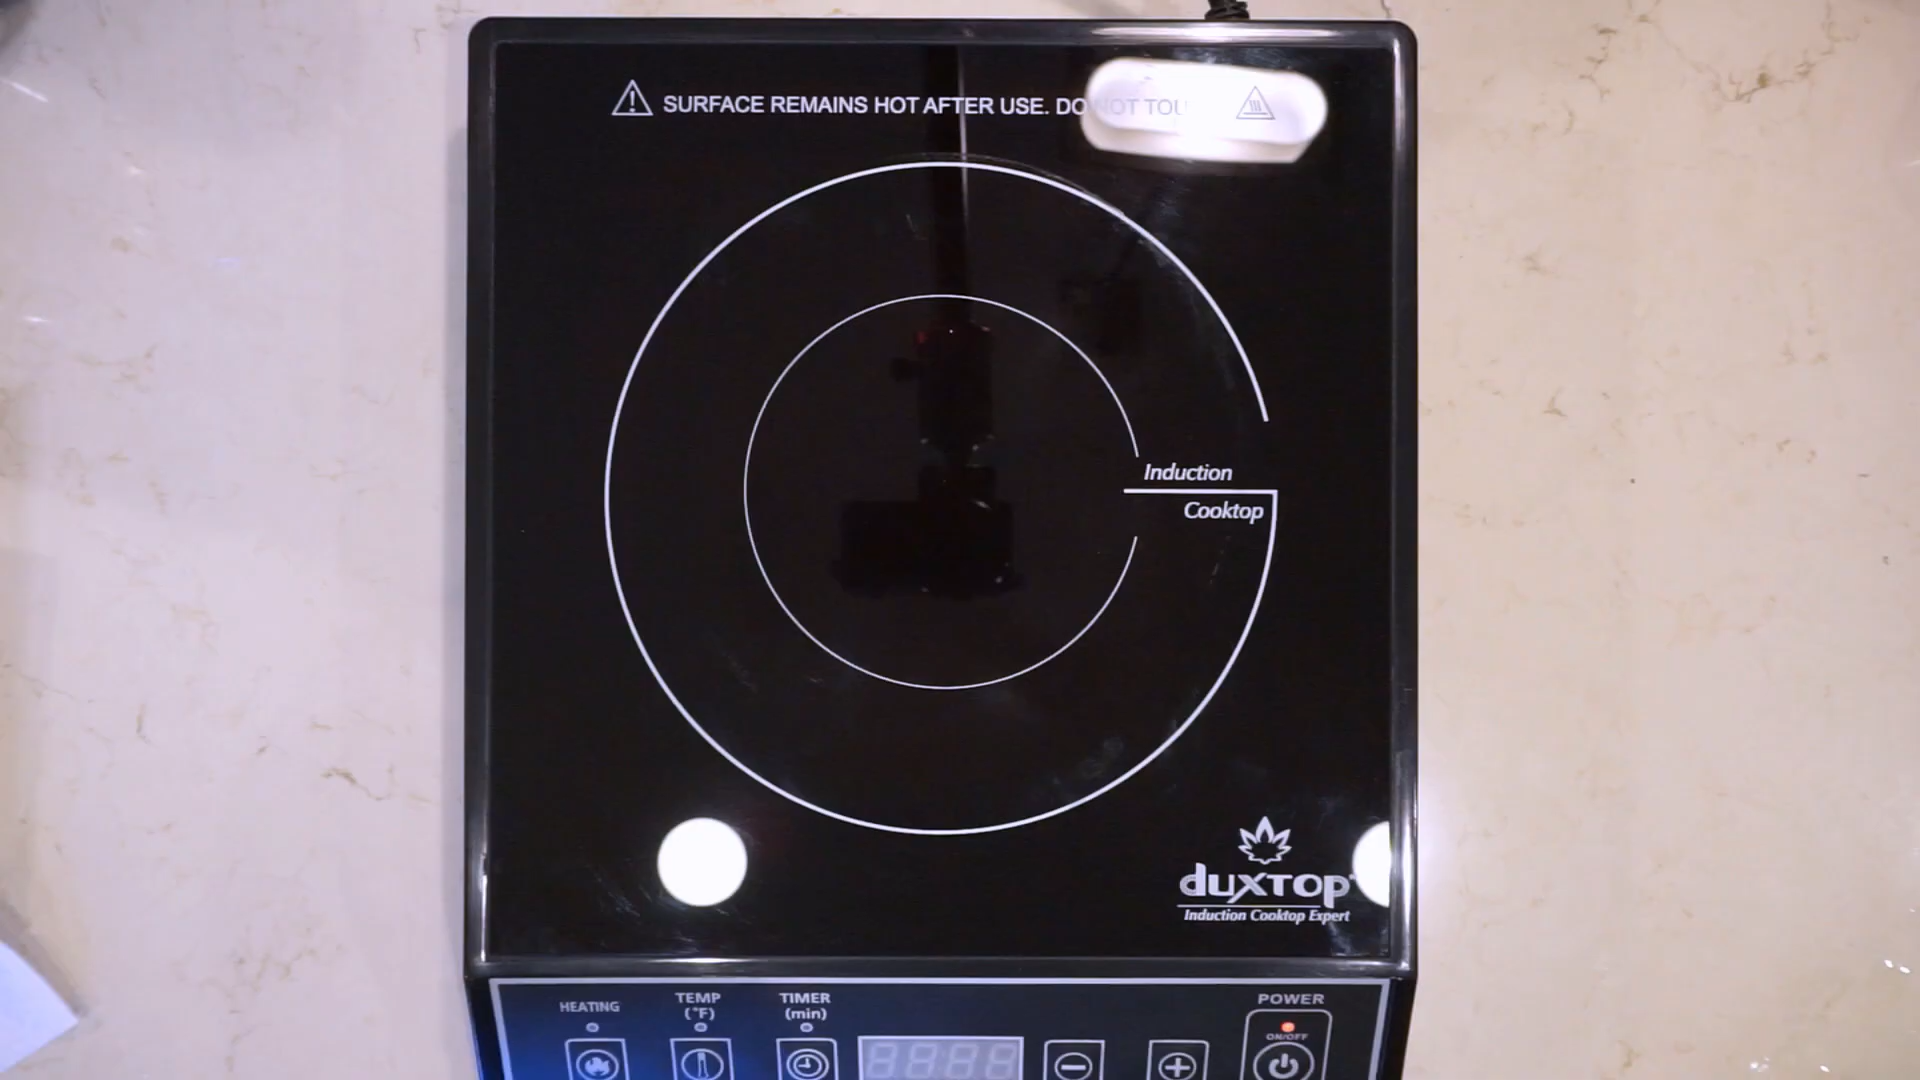 SURFACE REMAINS HOT AFTER USE. DO NOT
Induction
Cooktop
duxtop
Induction Cooktop Expert
HEATING
TEMP
(°F)
TIMER
(min)
POWER
ON/OFF